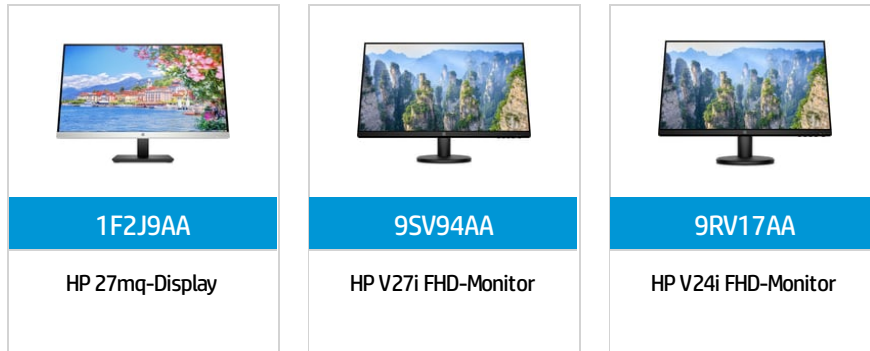 1F2J9AA
9SV94AA
9RV17AA
HP 27mq-Display
HP V27i FHD-Monitor
HP V24i FHD-Monitor